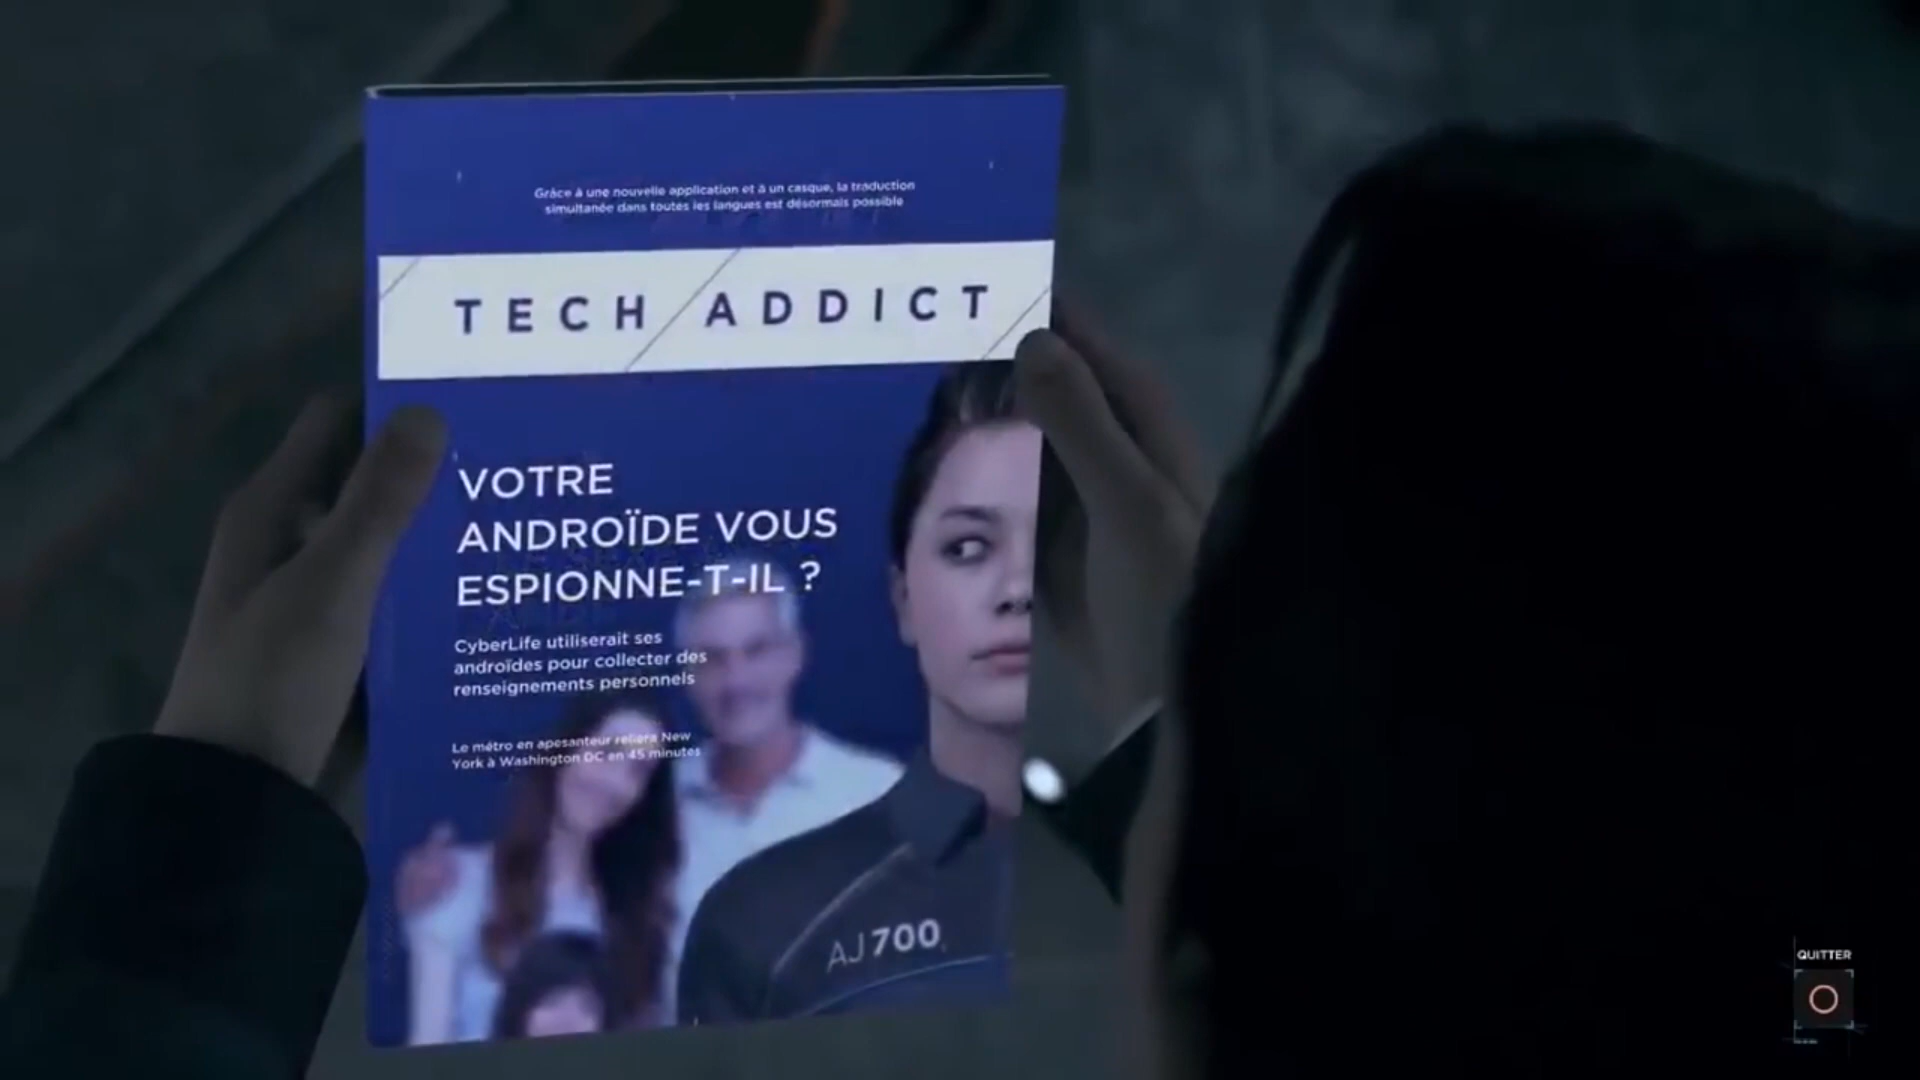 Grâce à une nouvelle application et à un casque, la traduction
simultanée dans toutes les langues est désormais possible
TECH ADDICT
VOTRE
ANDROÏDE VOUS
ESPIONNE-T-IL ?
CyberLife utiliserait ses
androïdes pour collecter des
renseignements personnels
Le métro en apesanteur reliera New
York à Washington DC en 45 minutes
AJ700
QUITTER